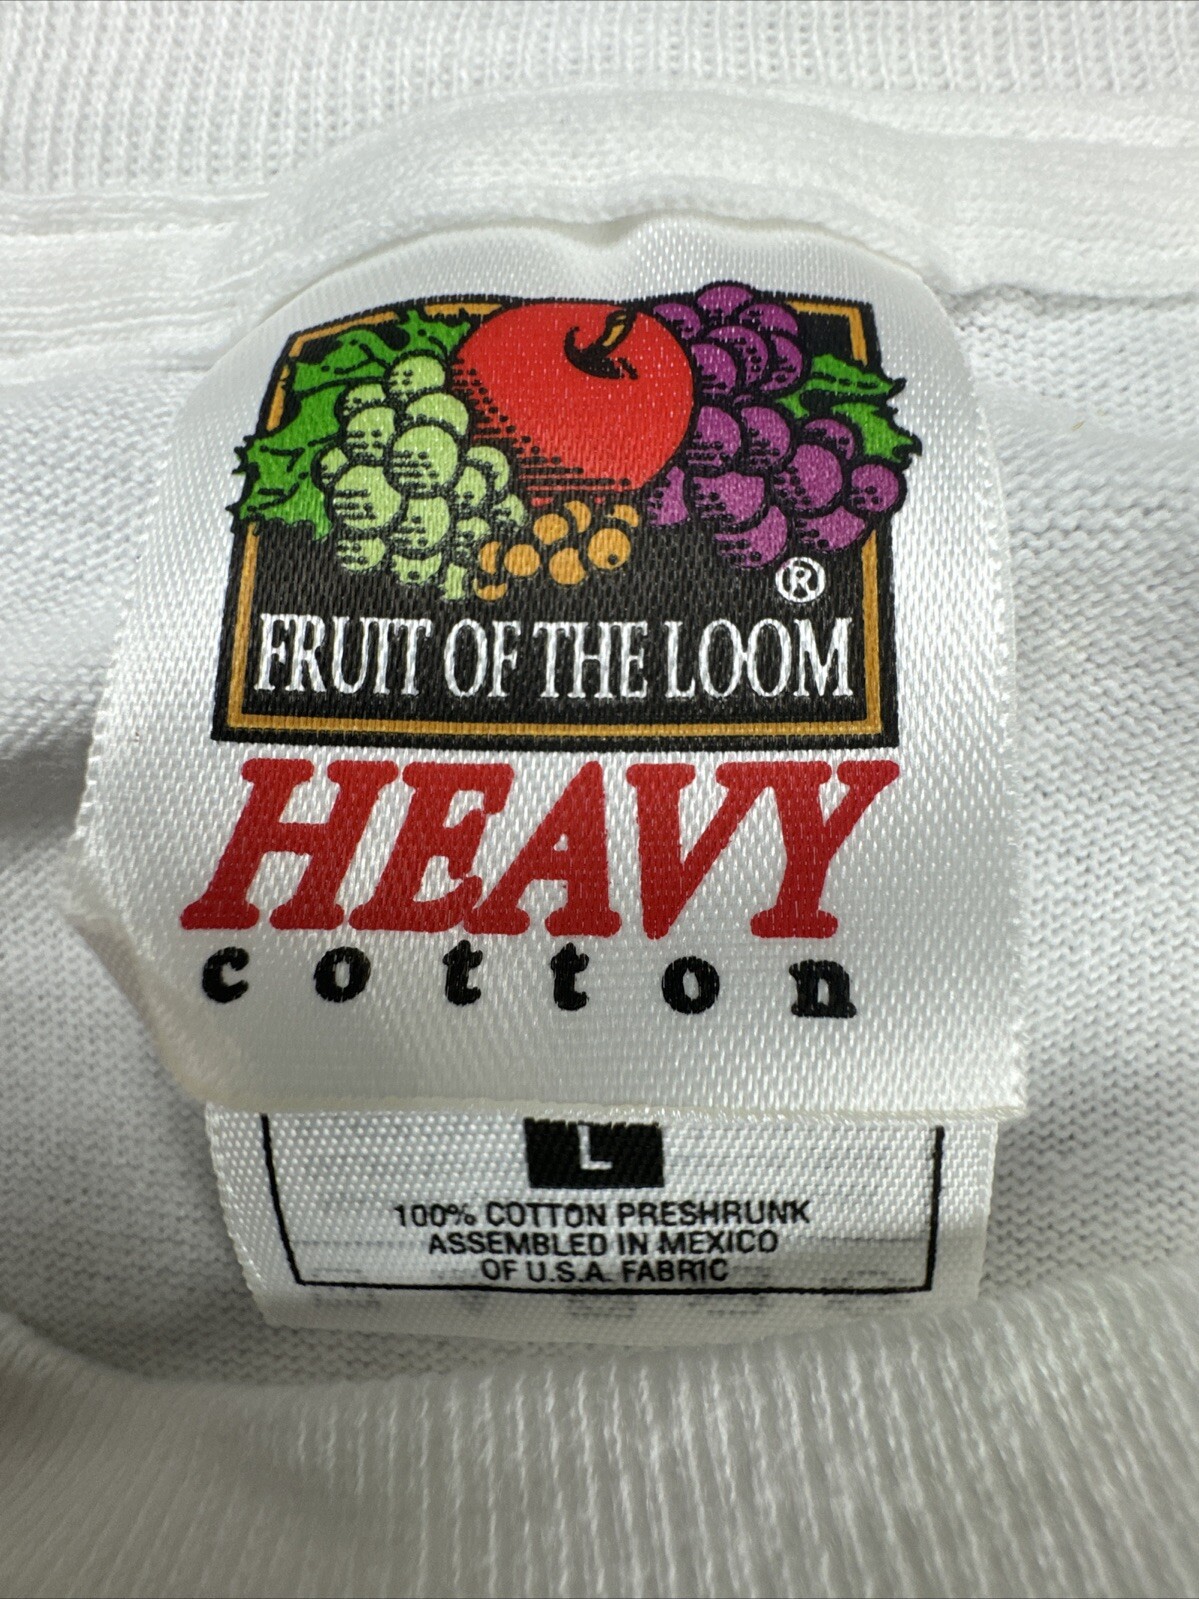 ®
FRUIT OF THE LOOM
HEAVY
cotton
L
100% COTTON PRESHRUNK
ASSEMBLED IN MEXICO
OF U.S.A. FABRIC